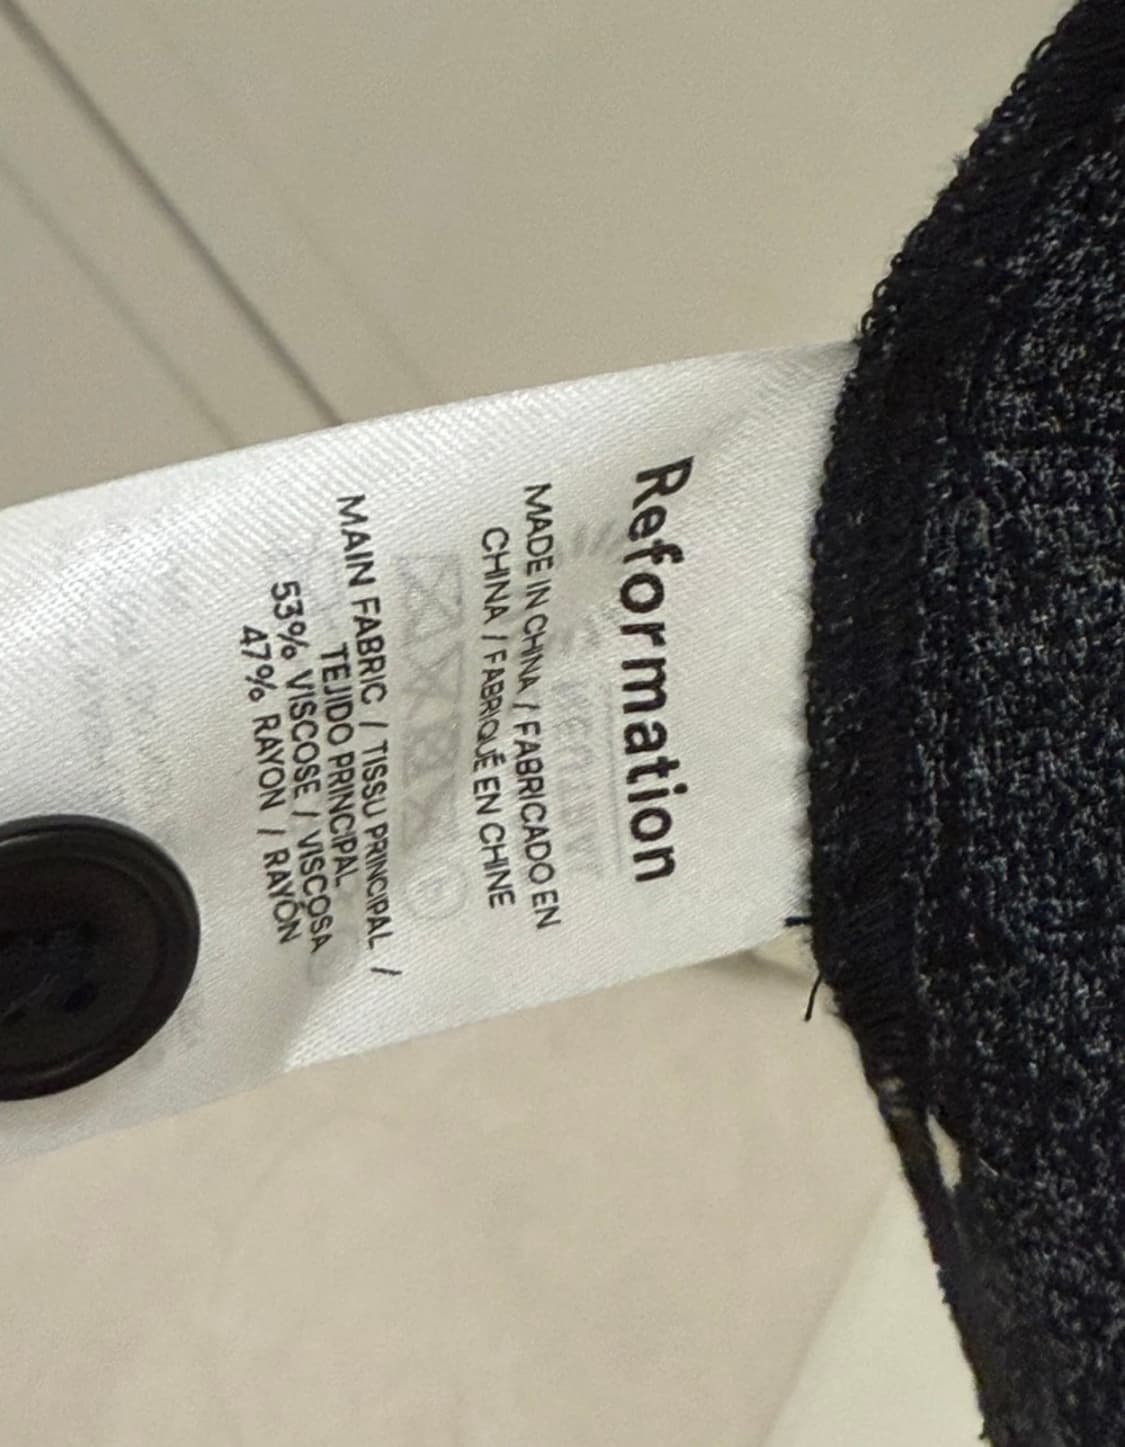 Reformation
MADE IN CHINA / FABRICADO EN
CHINA / FABRIQUÉ EN CHINE
MAIN FABRIC / TISSU PRINCIPAL /
TEJIDO PRINCIPAL
53% VISCOSE / VISCOSA
47% RAYON / RAYÓN